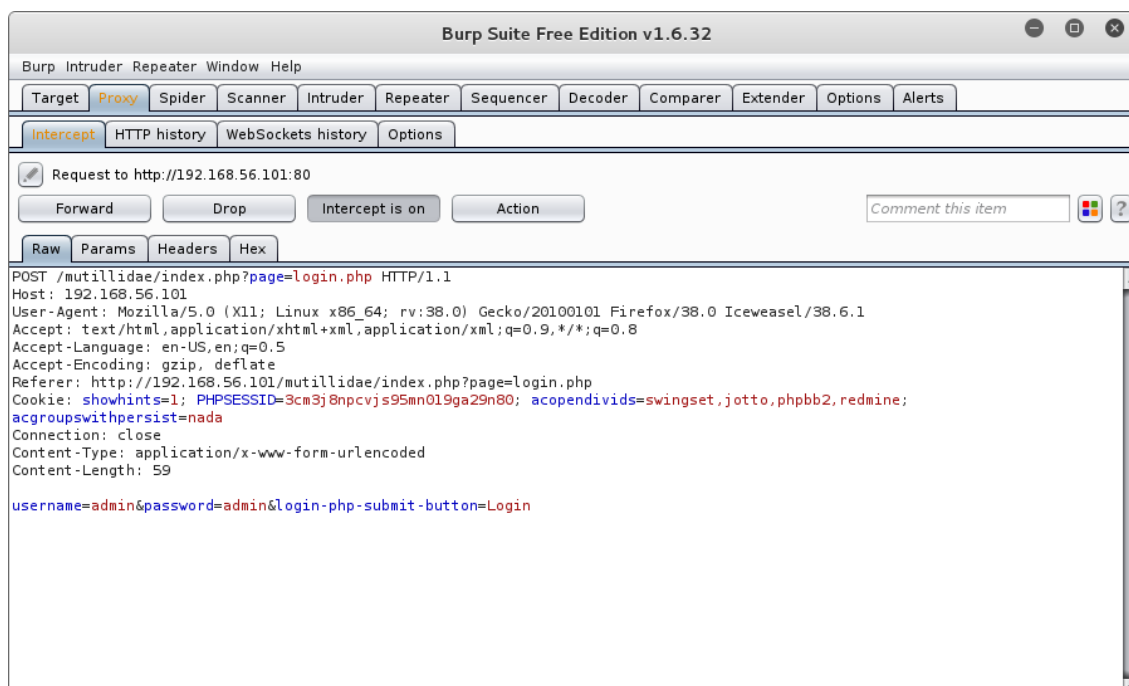 Burp Suite Free Edition v1.6.32
Burp Intruder Repeater Window Help
Target Proxy Spider Scanner Intruder Repeater Sequencer Decoder Comparer Extender Options Alerts
Intercept HTTP history WebSockets history Options
Request to http://192.168.56.101:80
Forward Drop Intercept is on Action Comment this item ?
Raw Params Headers Hex
POST /mutillidae/index.php?page=login.php HTTP/1.1
Host: 192.168.56.101
User-Agent: Mozilla/5.0 (X11; Linux x86_64; rv:38.0) Gecko/20100101 Firefox/38.0 Iceweasel/38.6.1
Accept: text/html,application/xhtml+xml,application/xml;q=0.9,*/*;q=0.8
Accept-Language: en-US,en;q=0.5
Accept-Encoding: gzip, deflate
Referer: http://192.168.56.101/mutillidae/index.php?page=login.php
Cookie: showhints=1; PHPSESSID=3cm3j8npcvjs95mn019ga29n80; acopendivids=swingset,jotto,phpbb2,redmine;
acgroupswithpersist=nada
Connection: close
Content-Type: application/x-www-form-urlencoded
Content-Length: 59
username=admin&password=admin&login-php-submit-button=Login